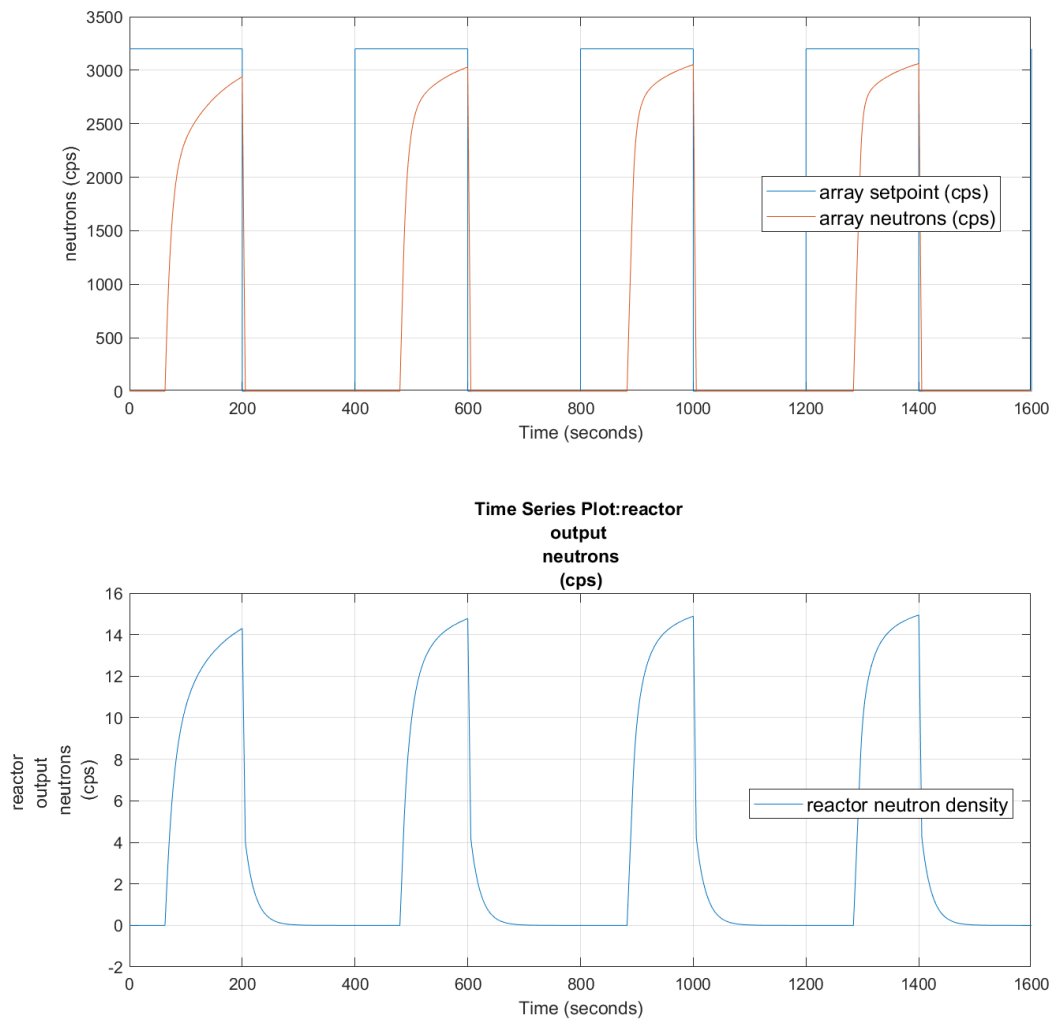 3500
3000
2500
2000
1500
1000
500
0
neutrons (cps)
array setpoint (cps)
array neutrons (cps)
0 200 400 600 800 1000 1200 1400 1600
Time (seconds)
Time Series Plot:reactor
output
neutrons
(cps)
16
14
12
10
8
6
4
2
0
-2
reactor
output
neutrons
(cps)
reactor neutron density
0 200 400 600 800 1000 1200 1400 1600
Time (seconds)